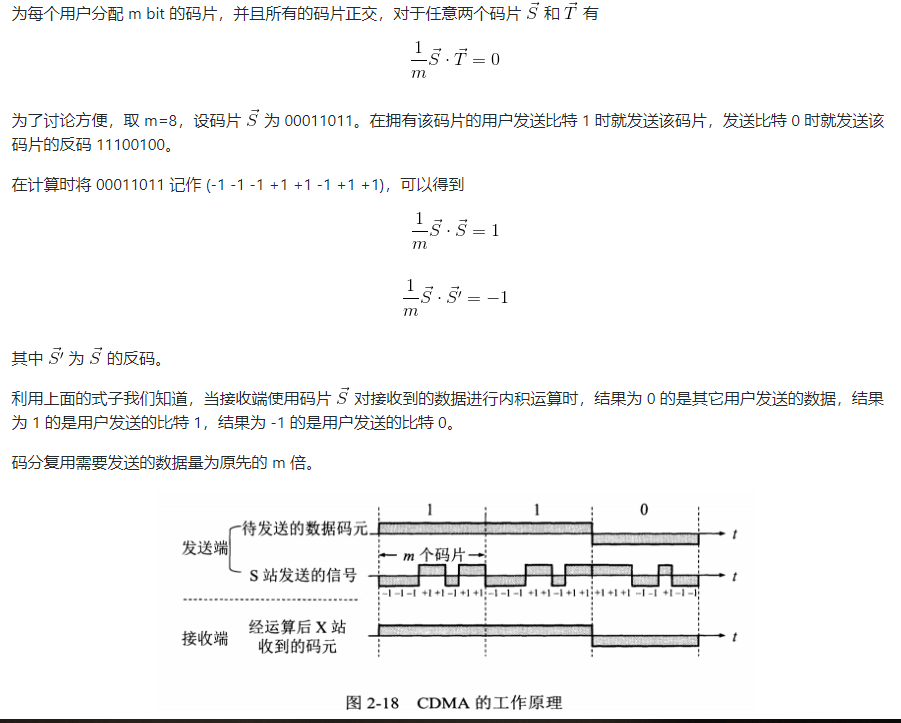 为每个用户分配 m bit 的码片，并且所有的码片正交，对于任意两个码片 $\vec{S}$ 和 $\vec{T}$ 有
$\frac{1}{m}\vec{S} \cdot \vec{T} = 0$
为了讨论方便，取 m=8，设码片 $\vec{S}$ 为 00011011。在拥有该码片的用户发送比特 1 时就发送该码片，发送比特 0 时就发送该
码片的反码 11100100。
在计算时将 00011011 记作 (-1 -1 -1 +1 +1 -1 +1 +1)，可以得到
$\frac{1}{m}\vec{S} \cdot \vec{S} = 1$
$\frac{1}{m}\vec{S} \cdot \vec{S'} = -1$
其中 $\vec{S'}$ 为 $\vec{S}$ 的反码。
利用上面的式子我们知道，当接收端使用码片 $\vec{S}$ 对接收到的数据进行内积运算时，结果为 0 的是其它用户发送的数据，结果
为 1 的是用户发送的比特 1，结果为 -1 的是用户发送的比特 0。
码分复用需要发送的数据量为原先的 m 倍。
1 1 0
发送端
待发送的数据码元 t
m 个码片
S 站发送的信号 t
-1 -1 -1 +1 +1 -1 +1 +1 -1 -1 -1 +1 +1 -1 +1 +1 +1 +1 +1 -1 -1 +1 -1 -1
接收端
经运算后 X 站
收到的码元 t
图 2-18 CDMA 的工作原理